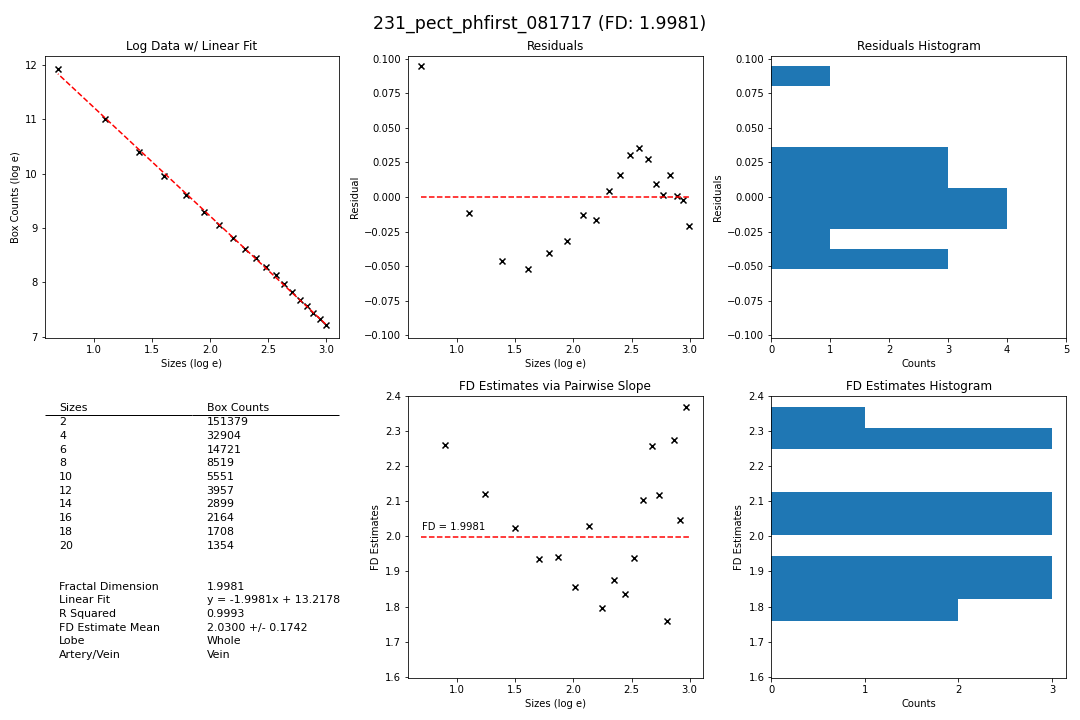 231_pect_phfirst_081717 (FD: 1.9981)
Log Data w/ Linear Fit
12
11
10
9
8
7
Box Counts (log e)
1.0 1.5 2.0 2.5 3.0
Sizes (log e)
Residuals
0.100
0.075
0.050
0.025
0.000
−0.025
−0.050
−0.075
−0.100
Residual
1.0 1.5 2.0 2.5 3.0
Sizes (log e)
Residuals Histogram
0.100
0.075
0.050
0.025
0.000
−0.025
−0.050
−0.075
−0.100
Residuals
0 1 2 3 4 5
Counts
Sizes Box Counts
2 151379
4 32904
6 14721
8 8519
10 5551
12 3957
14 2899
16 2164
18 1708
20 1354
Fractal Dimension 1.9981
Linear Fit y = -1.9981x + 13.2178
R Squared 0.9993
FD Estimate Mean 2.0300 +/- 0.1742
Lobe Whole
Artery/Vein Vein
FD Estimates via Pairwise Slope
2.4
2.3
2.2
2.1
2.0
1.9
1.8
1.7
1.6
FD Estimates
FD = 1.9981
1.0 1.5 2.0 2.5 3.0
Sizes (log e)
FD Estimates Histogram
2.4
2.3
2.2
2.1
2.0
1.9
1.8
1.7
1.6
FD Estimates
0 1 2 3
Counts